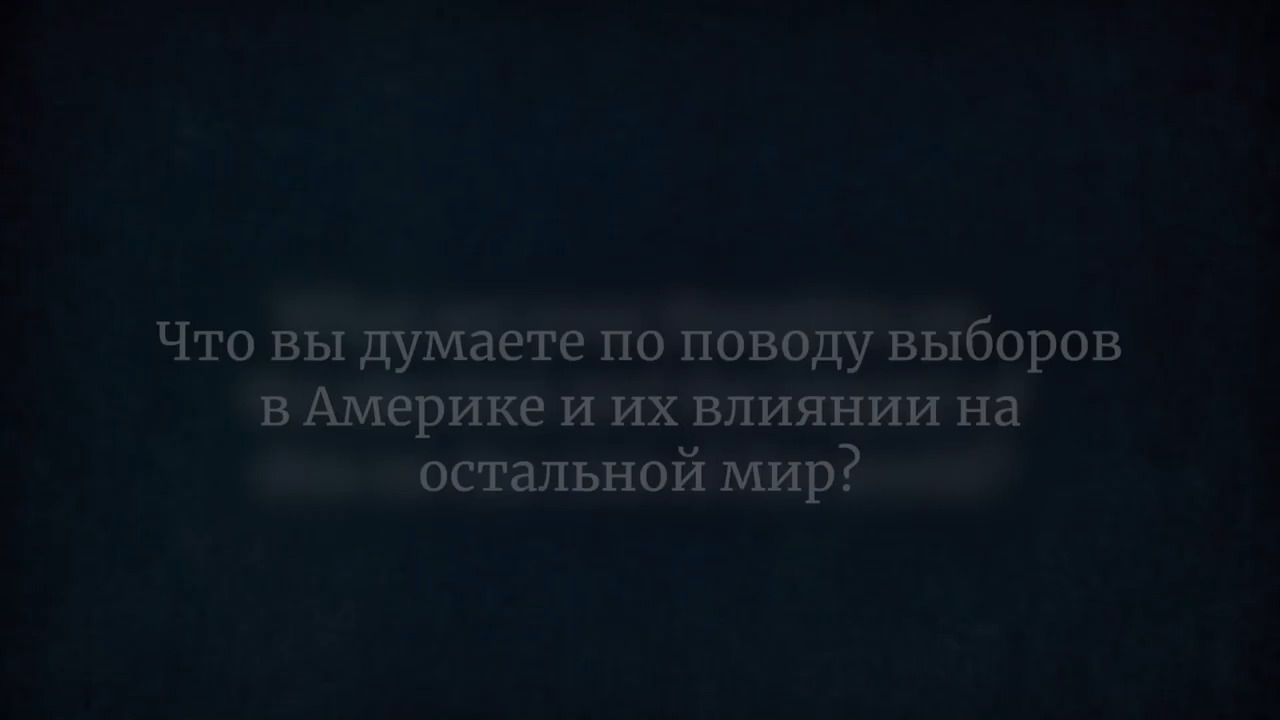 Что вы думаете по поводу выборов
в Америке и их влиянии на
остальной мир?